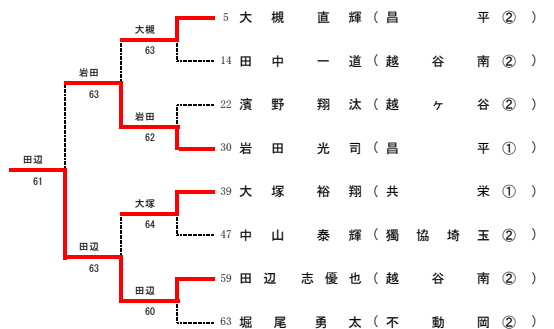 5 大槻 直輝 ( 昌平② )
大槻
63
14 田中 一道 ( 越谷南② )
岩田
63
22 濱野 翔汰 ( 越ヶ谷② )
岩田
62
30 岩田 光司 ( 昌平① )
田辺
61
39 大塚 裕翔 ( 共栄① )
大塚
64
47 中山 泰輝 ( 獨協埼玉② )
田辺
63
59 田辺 志優也 ( 越谷南② )
田辺
60
63 堀尾 勇太 ( 不動岡② )